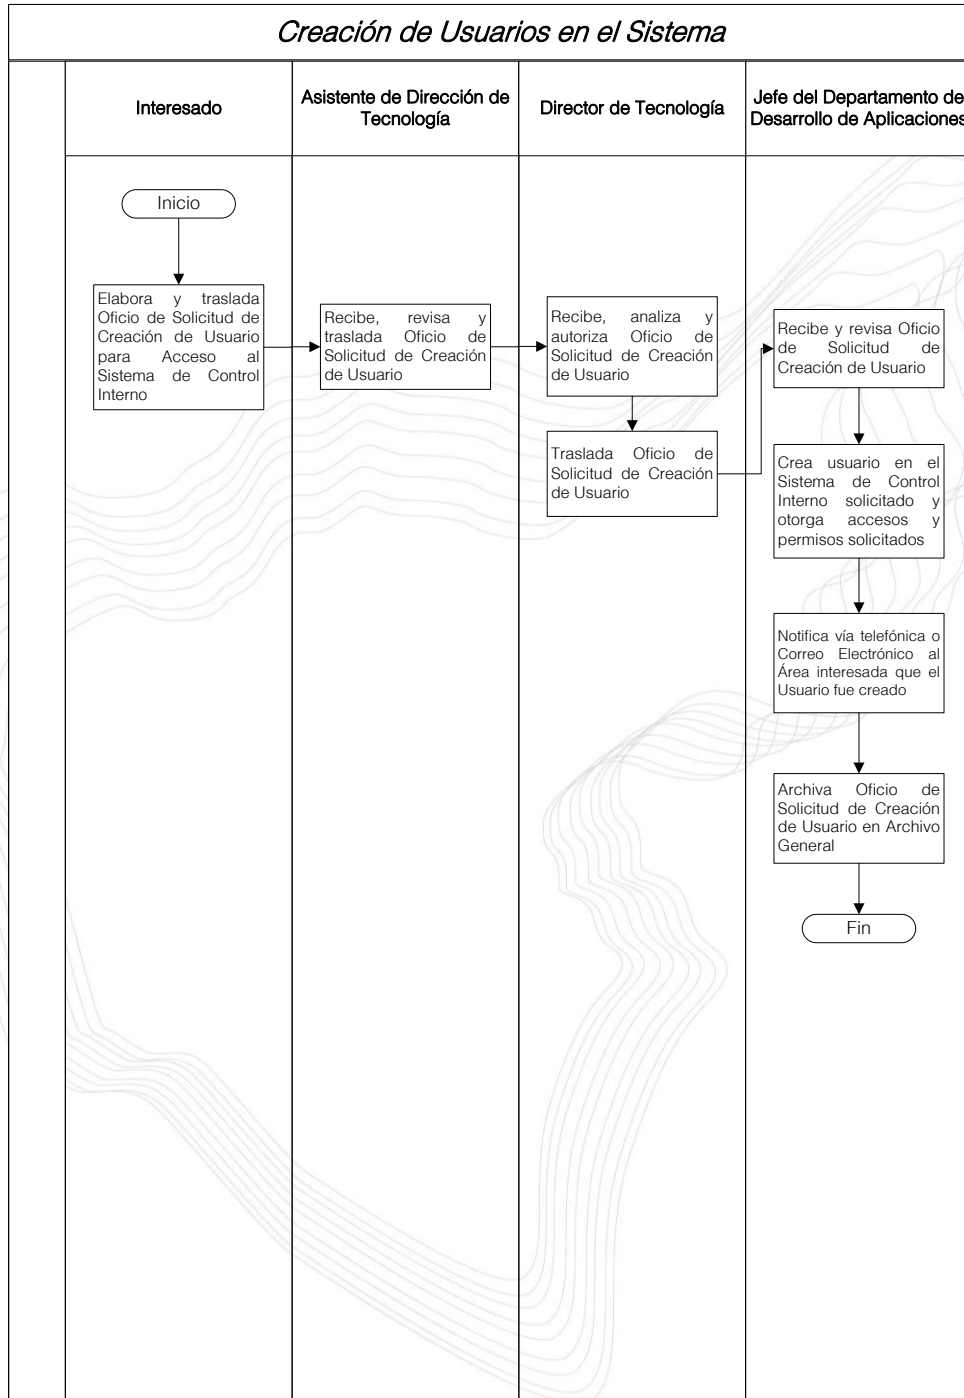 Creación de Usuarios en el Sistema
Interesado
Asistente de Dirección de
Tecnología
Director de Tecnología
Jefe del Departamento de
Desarrollo de Aplicaciones
Inicio
Elabora y traslada
Oficio de Solicitud de
Creación de Usuario
para Acceso al
Sistema de Control
Interno
Recibe, revisa y
traslada Oficio de
Solicitud de Creación
de Usuario
Recibe, analiza y
autoriza Oficio de
Solicitud de Creación
de Usuario
Traslada Oficio de
Solicitud de Creación
de Usuario
Recibe y revisa Oficio
de Solicitud de
Creación de Usuario
Crea usuario en el
Sistema de Control
Interno solicitado y
otorga accesos y
permisos solicitados
Notifica vía telefónica o
Correo Electrónico al
Área interesada que el
Usuario fue creado
Archiva Oficio de
Solicitud de Creación
de Usuario en Archivo
General
Fin